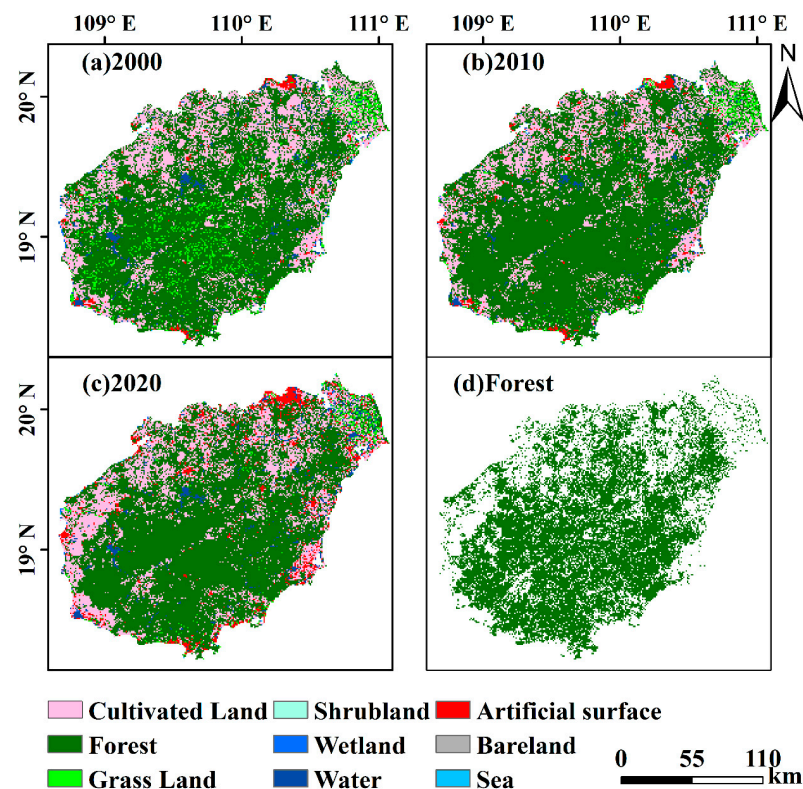 109° E 110° E 111° E 109° E 110° E 111° E
(a)2000
(b)2010
N
20° N
19° N
(c)2020
(d)Forest
20° N
19° N
Cultivated Land Shrubland Artificial surface
Forest Wetland Bareland
Grass Land Water Sea
0 55 110
km